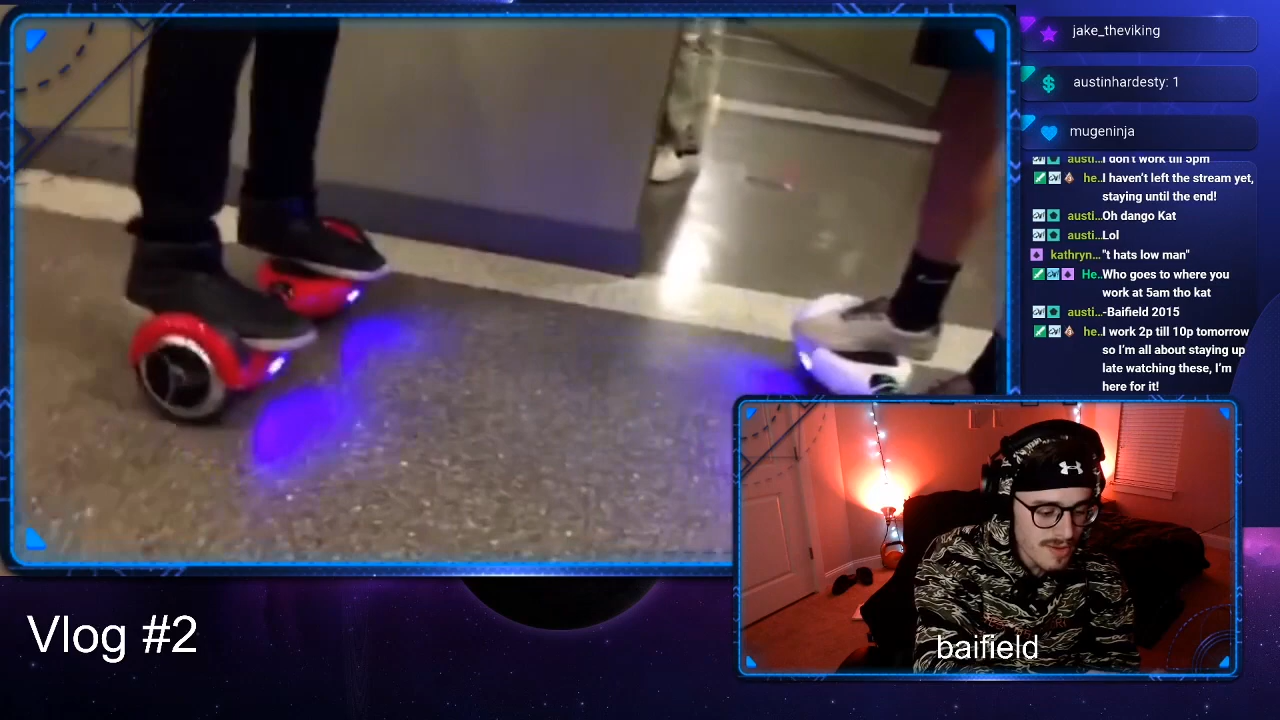 jake_theviking
austinhardesty: 1
mugeninja
austi...I don't work till 5pm
he..I haven't left the stream yet,
staying until the end!
austi...Oh dango Kat
austi...Lol
kathryn..."t hats low man"
He..Who goes to where you
work at 5am tho kat
austi...-Baifield 2015
he..I work 2p till 10p tomorrow
so I'm all about staying up
late watching these, I'm
here for it!
Vlog #2
baifield